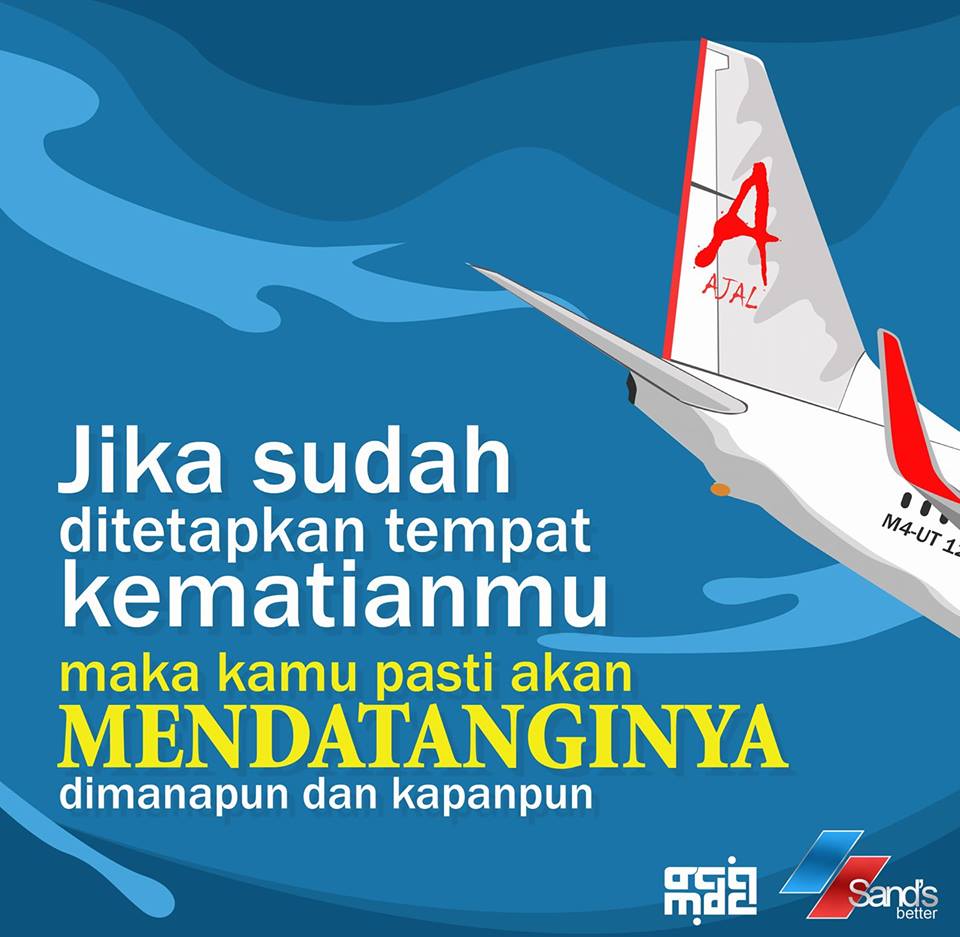 A
AJAL
M4-UT 12
Jika sudah
ditetapkan tempat
kematianmu
maka kamu pasti akan
MENDATANGINYA
dimanapun dan kapanpun
Sand's
better